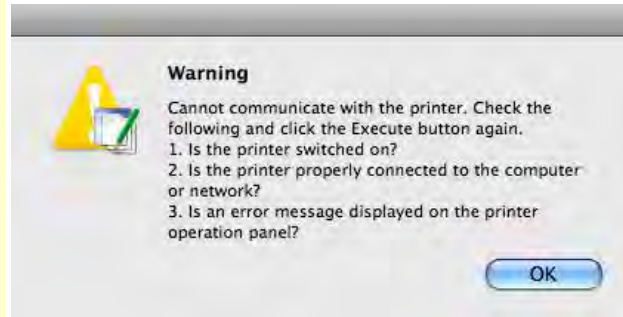 Warning
Cannot communicate with the printer. Check the
following and click the Execute button again.
1. Is the printer switched on?
2. Is the printer properly connected to the computer
or network?
3. Is an error message displayed on the printer
operation panel?
OK